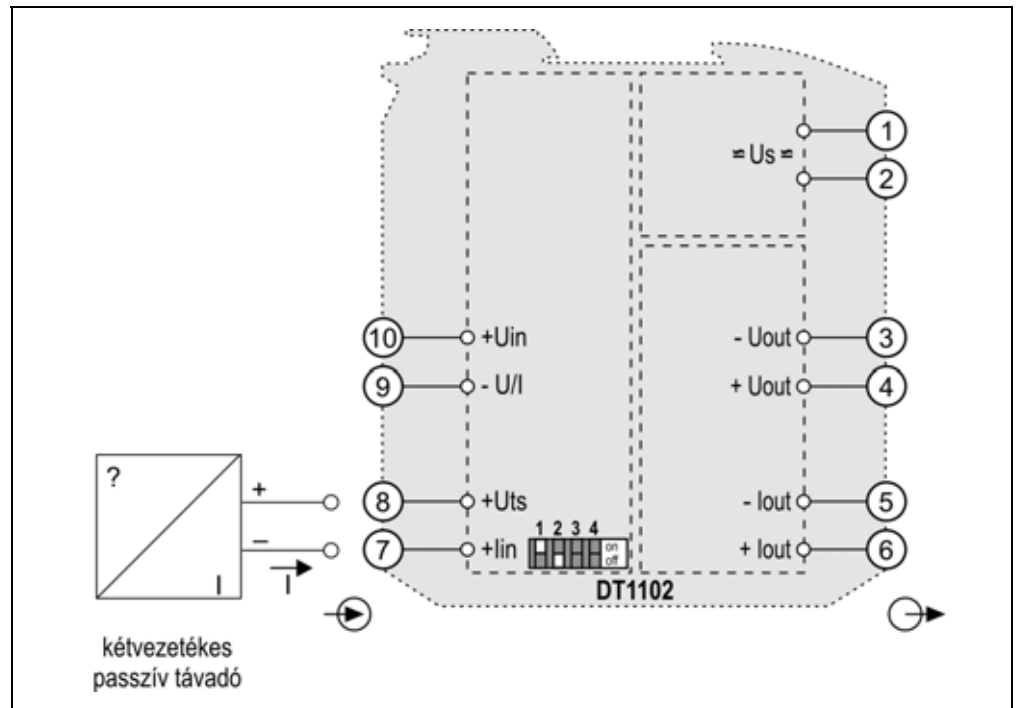 1
≂ Us ≂
2
10
+Uin
- Uout
3
9
- U/I
+ Uout
4
?
+
8
+Uts
- Iout
5
1 2 3 4
on
off
–
7
+Iin
+ Iout
6
I
I
DT1102
kétvezetékes
passzív távadó